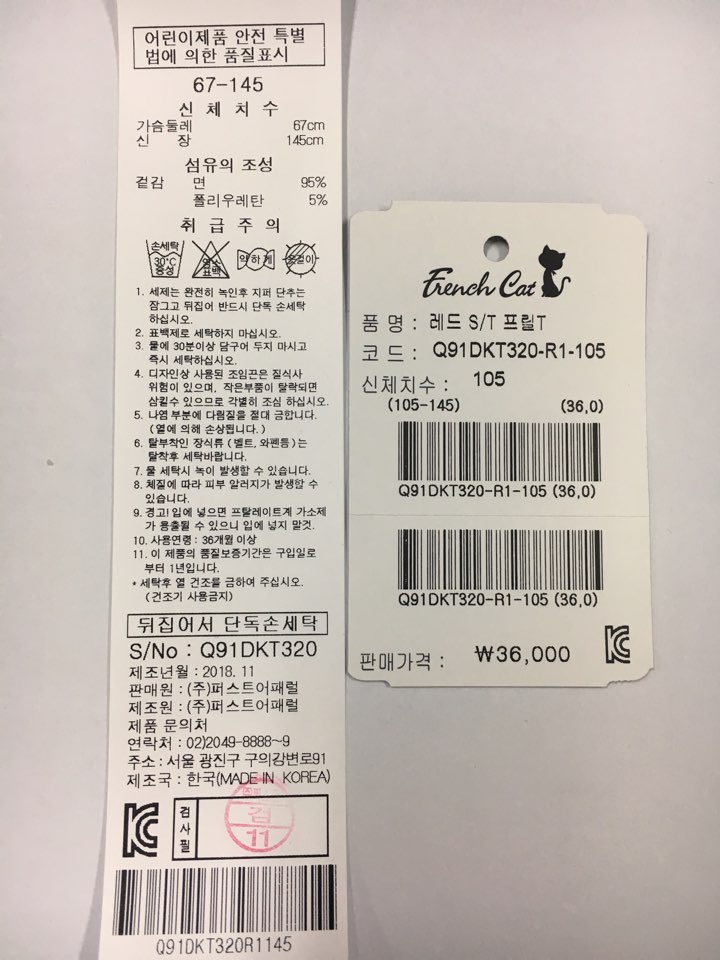 어린이제품 안전 특별
법에 의한 품질표시
67-145
신 체 치 수
가슴둘레 67cm
신 장 145cm
섬유의 조성
겉감 면 95%
폴리우레탄 5%
취 급 주 의
손세탁
30°C
중성
염소
표백
약하게
옷걸이
1. 세제는 완전히 녹인후 지퍼 단추는
잠그고 뒤집어 반드시 단독 손세탁
하십시오.
2. 표백제로 세탁하지 마십시오.
3. 물에 30분이상 담구어 두지 마시고
즉시 세탁하십시오.
4. 디자인상 사용된 조임끈은 질식사
위험이 있으며, 작은부품이 탈락되면
삼킬수 있으므로 각별히 조심 하십시오.
5. 나염 부분에 다림질을 절대 금합니다.
(열에 의해 손상됩니다.)
6. 탈부착인 장식류(벨트, 와펜등)는
탈착후 세탁바랍니다.
7. 물 세탁시 녹이 발생할 수 있습니다.
8. 체질에 따라 피부 알러지가 발생할 수
있습니다.
9. 경고! 입에 넣으면 프탈레이트계 가소제
가 용출될 수 있으니 입에 넣지 말것.
10. 사용연령 : 36개월 이상
11. 이 제품의 품질보증기간은 구입일로
부터 1년입니다.
* 세탁후 열 건조를 금하여 주십시오.
(건조기 사용금지)
뒤집어서 단독손세탁
S/No : Q91DKT320
제조년월 : 2018. 11
판매원 : (주)퍼스트어패럴
제조원 : (주)퍼스트어패럴
제품 문의처
연락처 : 02)2049-8888~9
주소 : 서울 광진구 구의강변로91
제조국 : 한국(MADE IN KOREA)
KC
검사필
검
11
Q91DKT320R1145
French Cat
품 명 : 레드 S/T 프릴T
코 드 : Q91DKT320-R1-105
신체치수 : 105
(105-145) (36,0)
Q91DKT320-R1-105 (36,0)
Q91DKT320-R1-105 (36,0)
KC
판매가격 : ₩36,000